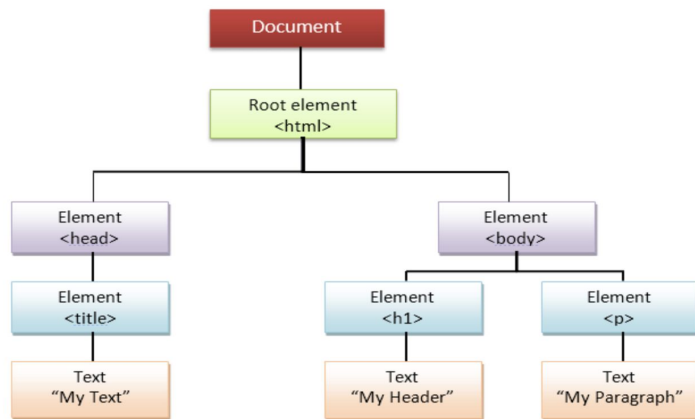 Document
Root element
<html>
Element
<head>
Element
<body>
Element
<title>
Element
<h1>
Element
<p>
Text
“My Text”
Text
“My Header”
Text
“My Paragraph”